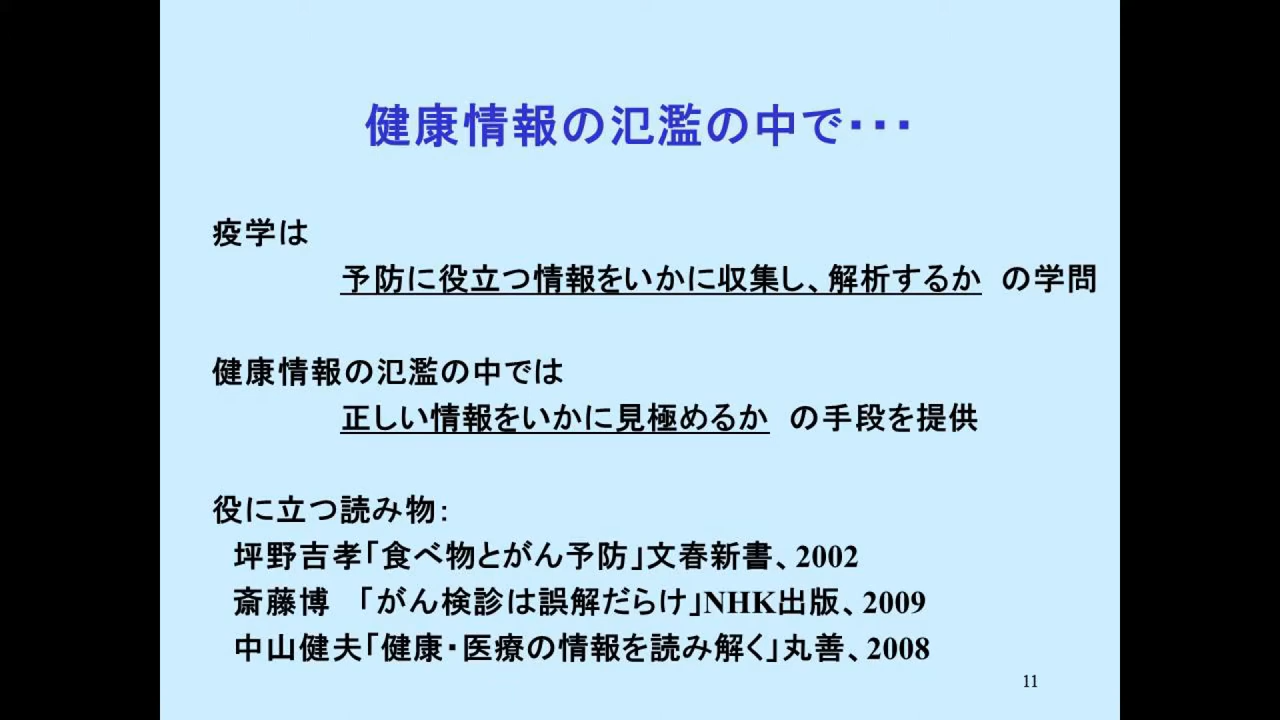 健康情報の氾濫の中で・・・
疫学は
予防に役立つ情報をいかに収集し、解析するか の学問
健康情報の氾濫の中では
正しい情報をいかに見極めるか の手段を提供
役に立つ読み物：
坪野吉孝「食べ物とがん予防」文春新書、2002
斎藤博 「がん検診は誤解だらけ」NHK出版、2009
中山健夫「健康・医療の情報を読み解く」丸善、2008
11